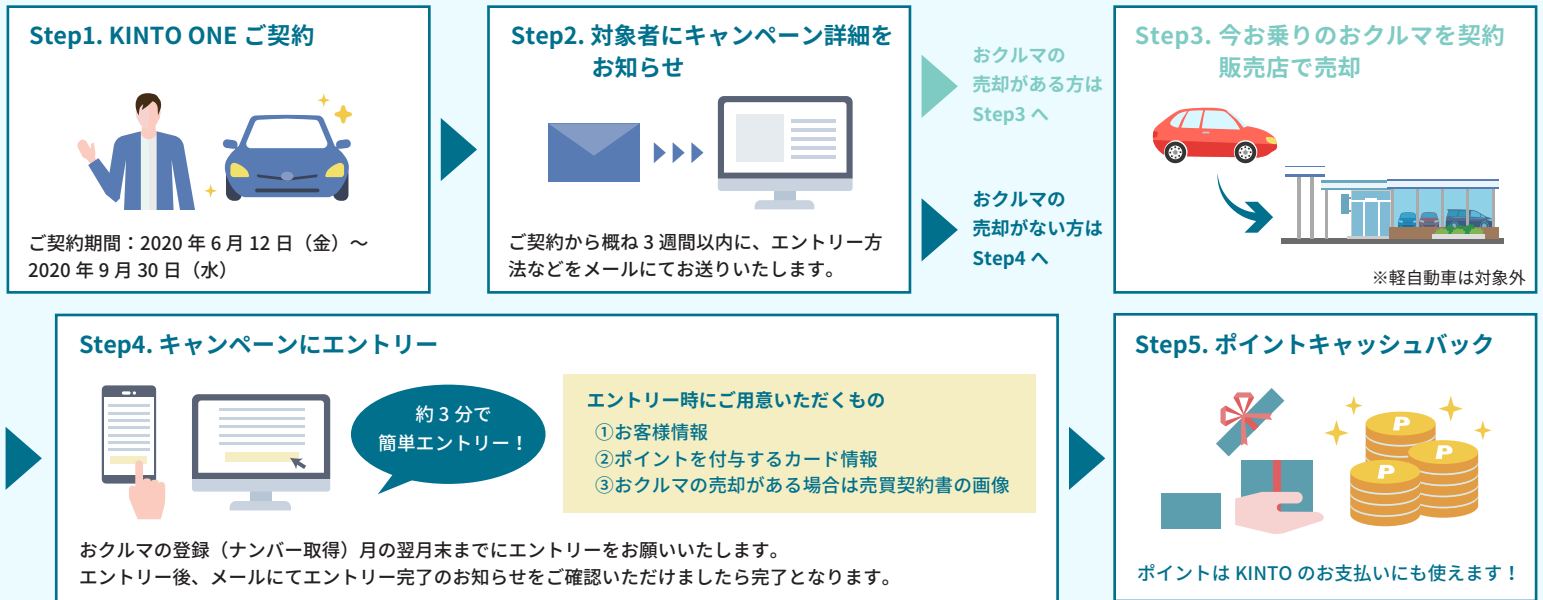 Step1. KINTO ONE ご契約
ご契約期間：2020 年 6 月 12 日（金）～
2020 年 9 月 30 日（水）
Step2. 対象者にキャンペーン詳細を
お知らせ
ご契約から概ね 3 週間以内に、エントリー方
法などをメールにてお送りいたします。
おクルマの
売却がある方は
Step3 へ
おクルマの
売却がない方は
Step4 へ
Step3. 今お乗りのおクルマを契約
販売店で売却
※軽自動車は対象外
Step4. キャンペーンにエントリー
約 3 分で
簡単エントリー！
エントリー時にご用意いただくもの
①お客様情報
②ポイントを付与するカード情報
③おクルマの売却がある場合は売買契約書の画像
おクルマの登録（ナンバー取得）月の翌月末までにエントリーをお願いいたします。
エントリー後、メールにてエントリー完了のお知らせをご確認いただけましたら完了となります。
Step5. ポイントキャッシュバック
P
P
P
ポイントは KINTO のお支払いにも使えます！